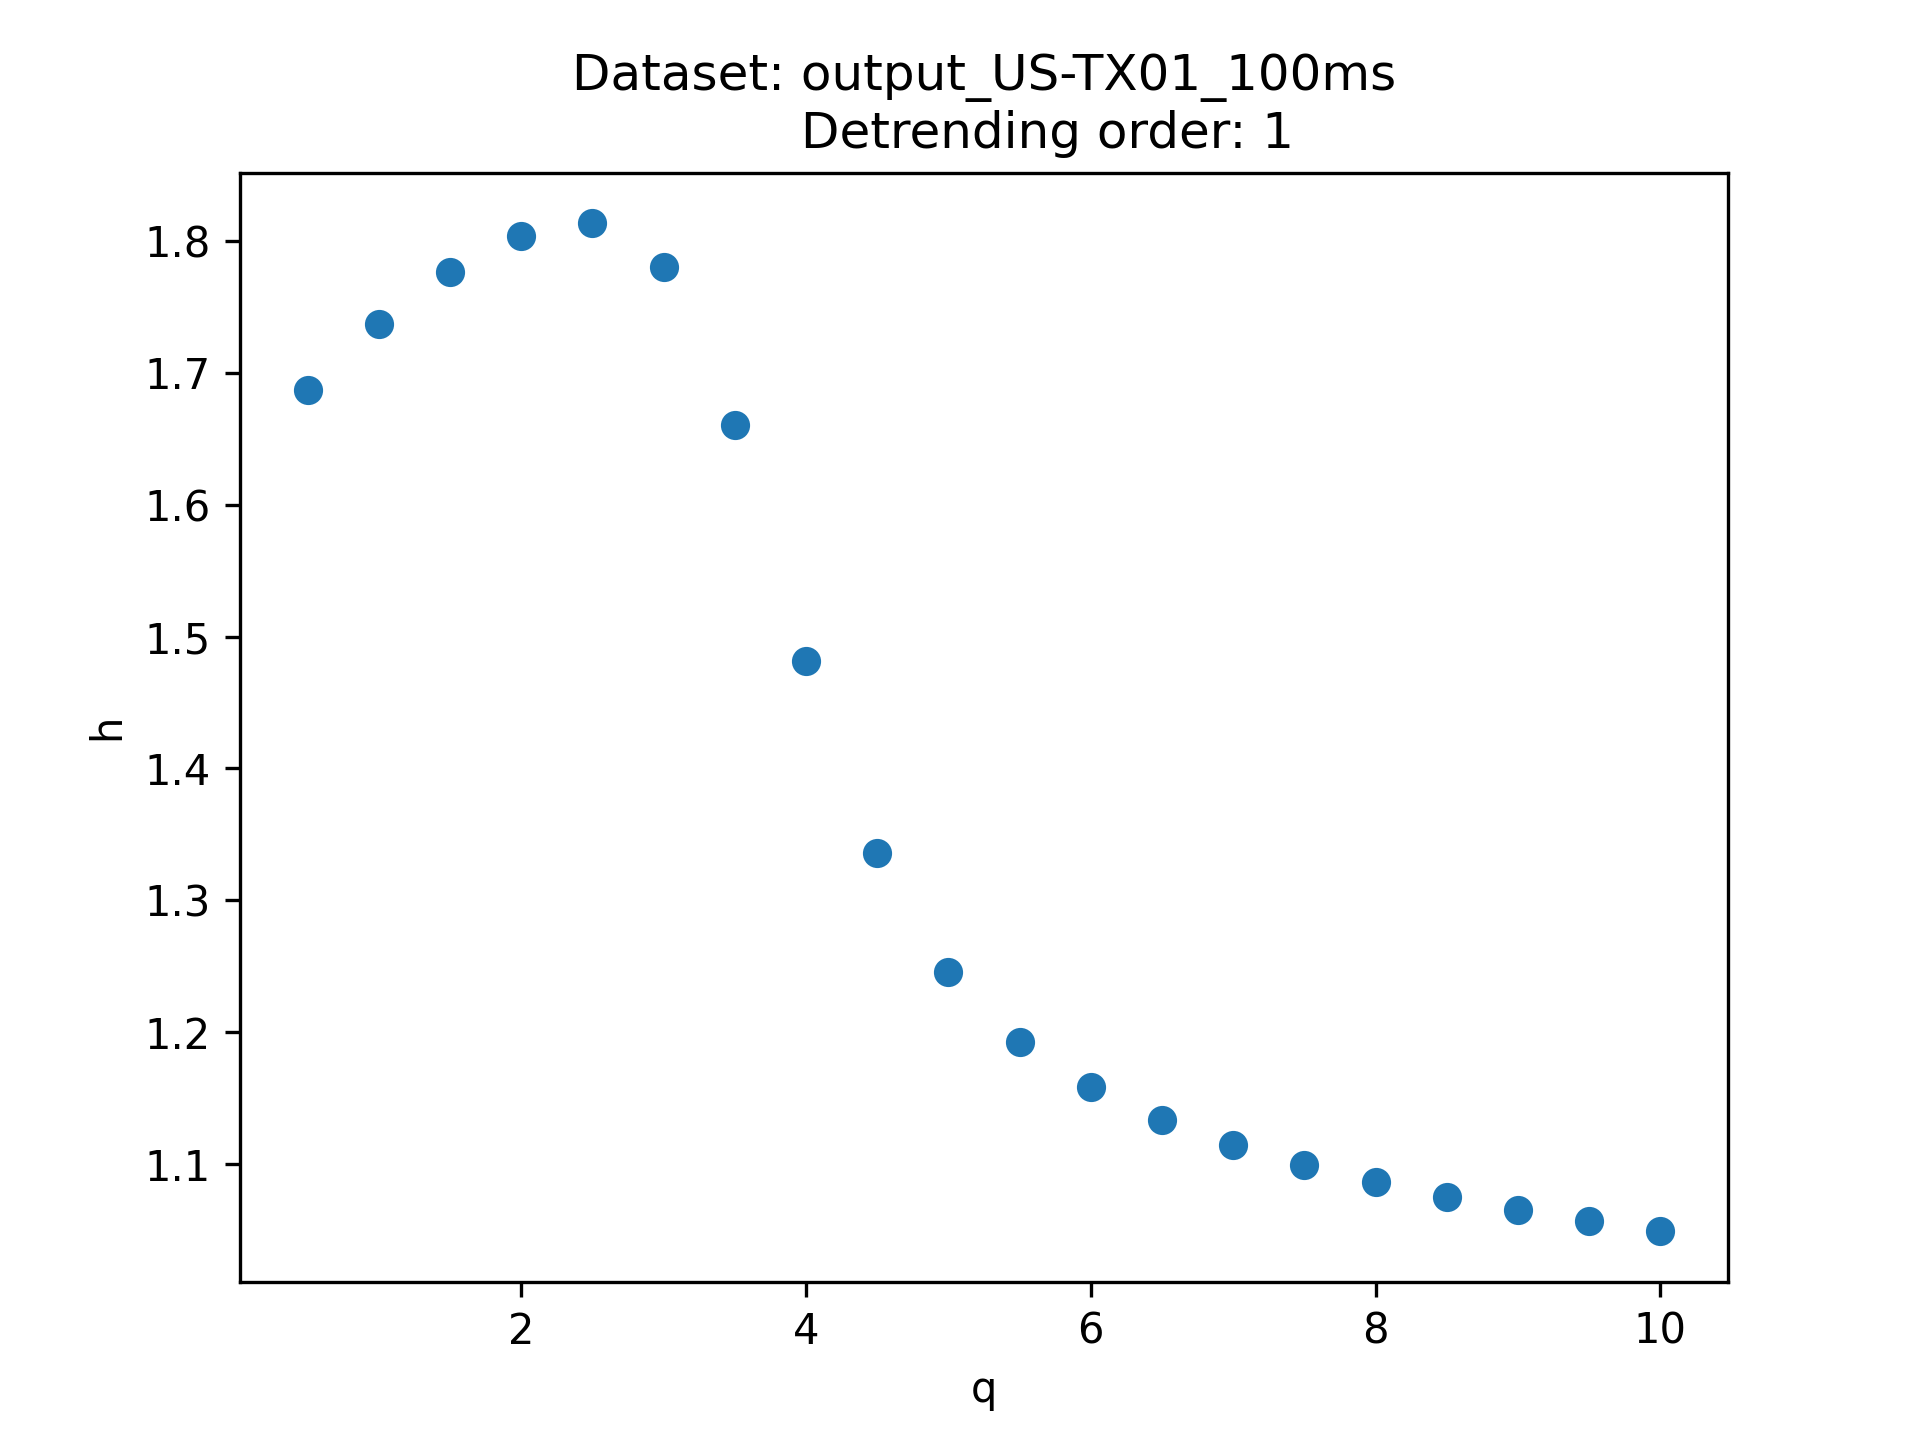 Dataset: output_US-TX01_100ms
Detrending order: 1
1.8
1.7
1.6
1.5
1.4
1.3
1.2
1.1
h
2 4 6 8 10
q